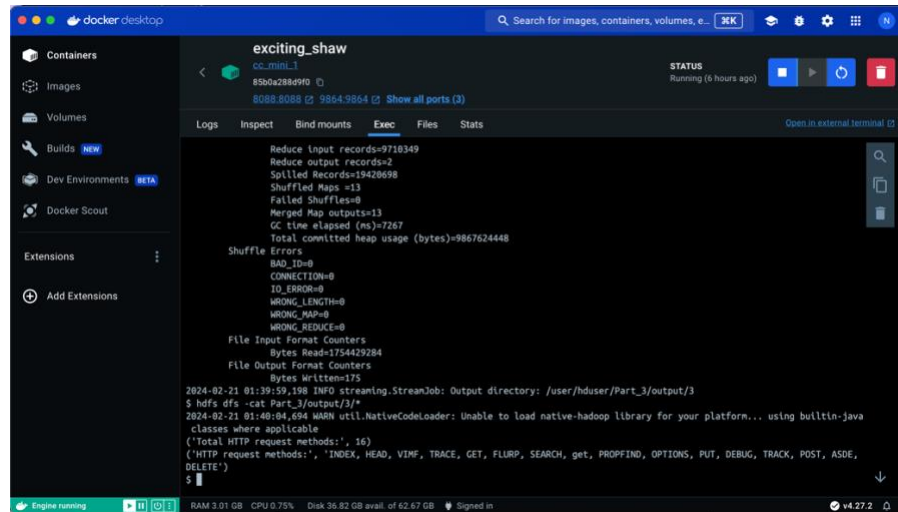 docker desktop
Search for images, containers, volumes, e... ⌘K
N
Containers
Images
Volumes
Builds NEW
Dev Environments BETA
Docker Scout
Extensions
Add Extensions
exciting_shaw
cc_mini_1
85b0a288d9f0
8088:8088 9864:9864 Show all ports (3)
STATUS
Running (6 hours ago)
Logs Inspect Bind mounts Exec Files Stats
Open in external terminal
Reduce input records=9710349
Reduce output records=2
Spilled Records=19420698
Shuffled Maps =13
Failed Shuffles=0
Merged Map outputs=13
GC time elapsed (ms)=7267
Total committed heap usage (bytes)=9867624448
Shuffle Errors
BAD_ID=0
CONNECTION=0
IO_ERROR=0
WRONG_LENGTH=0
WRONG_MAP=0
WRONG_REDUCE=0
File Input Format Counters
Bytes Read=1754429284
File Output Format Counters
Bytes Written=175
2024-02-21 01:39:59,198 INFO streaming.StreamJob: Output directory: /user/hduser/Part_3/output/3
$ hdfs dfs -cat Part_3/output/3/*
2024-02-21 01:40:04,694 WARN util.NativeCodeLoader: Unable to load native-hadoop library for your platform... using builtin-java
classes where applicable
('Total HTTP request methods:', 16)
('HTTP request methods:', 'INDEX, HEAD, VIMF, TRACE, GET, FLURP, SEARCH, get, PROPFIND, OPTIONS, PUT, DEBUG, TRACK, POST, ASDE,
DELETE')
$
Engine running
RAM 3.01 GB CPU 0.75% Disk 36.82 GB avail. of 62.67 GB Signed in
v4.27.2